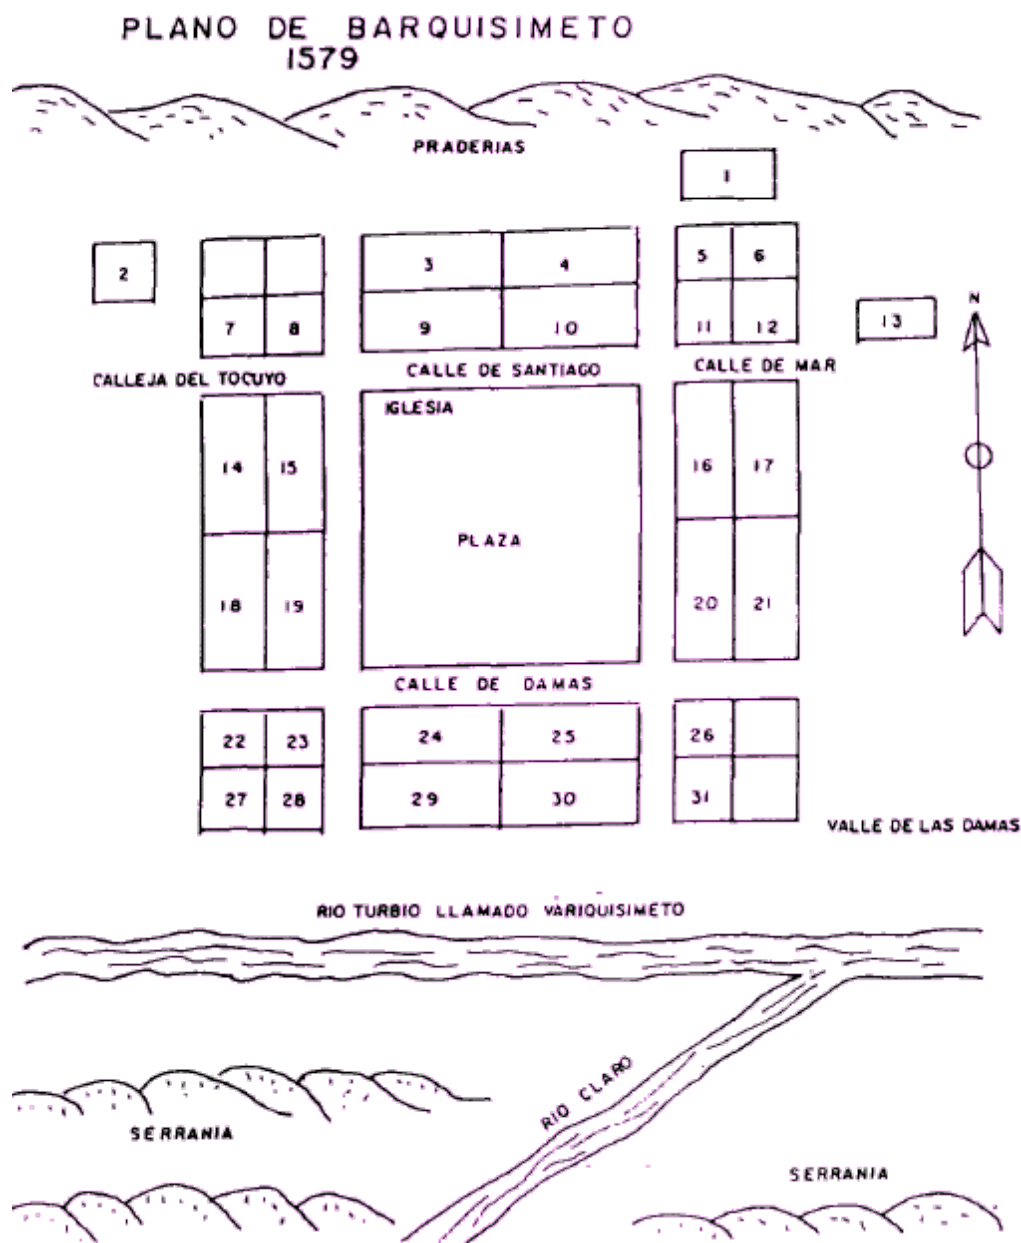 PLANO DE BARQUISIMETO
1579
PRADERIAS
1
2
3 4
5 6
7 8
9 10
11 12
13
N
CALLEJA DEL TOCUYO
CALLE DE SANTIAGO
CALLE DE MAR
IGLESIA
14 15
16 17
PLAZA
18 19
20 21
CALLE DE DAMAS
22 23
24 25
26
27 28
29 30
31
VALLE DE LAS DAMAS
RIO TURBIO LLAMADO VARIQUISIMETO
RIO CLARO
SERRANIA
SERRANIA